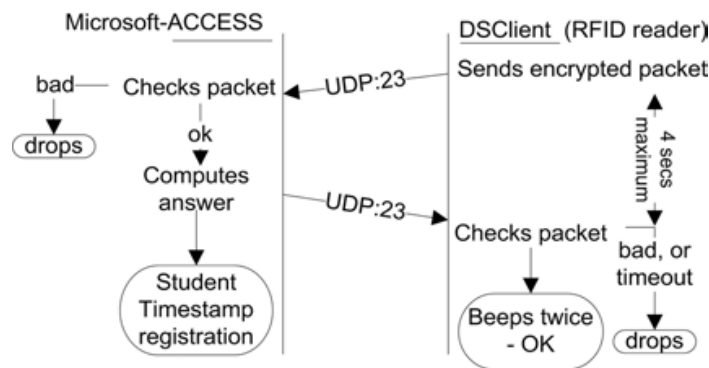 Microsoft-ACCESS
DSClient (RFID reader)
Sends encrypted packet
UDP:23
bad
Checks packet
drops
ok
Computes
answer
4 secs
maximum
UDP:23
Checks packet
bad, or
timeout
Student
Timestamp
registration
Beeps twice
- OK
drops